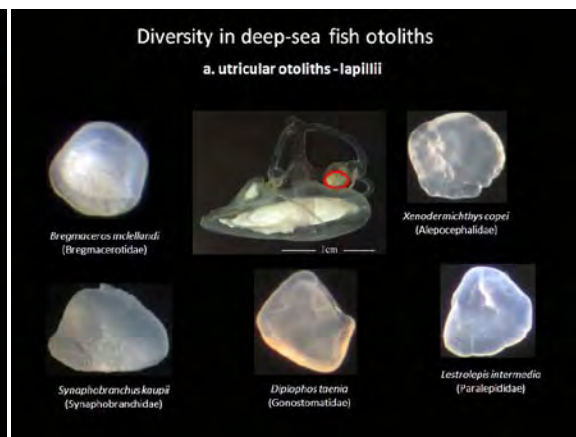 Diversity in deep-sea fish otoliths
a. utricular otoliths - lapillii
Bregmaceros mclellandi
(Bregmacerotidae)
1cm
Xenodermichthys copei
(Alepocephalidae)
Synaphobranchus kaupii
(Synaphobranchidae)
Diplophos taenia
(Gonostomatidae)
Lestrolepis intermedia
(Paralepididae)